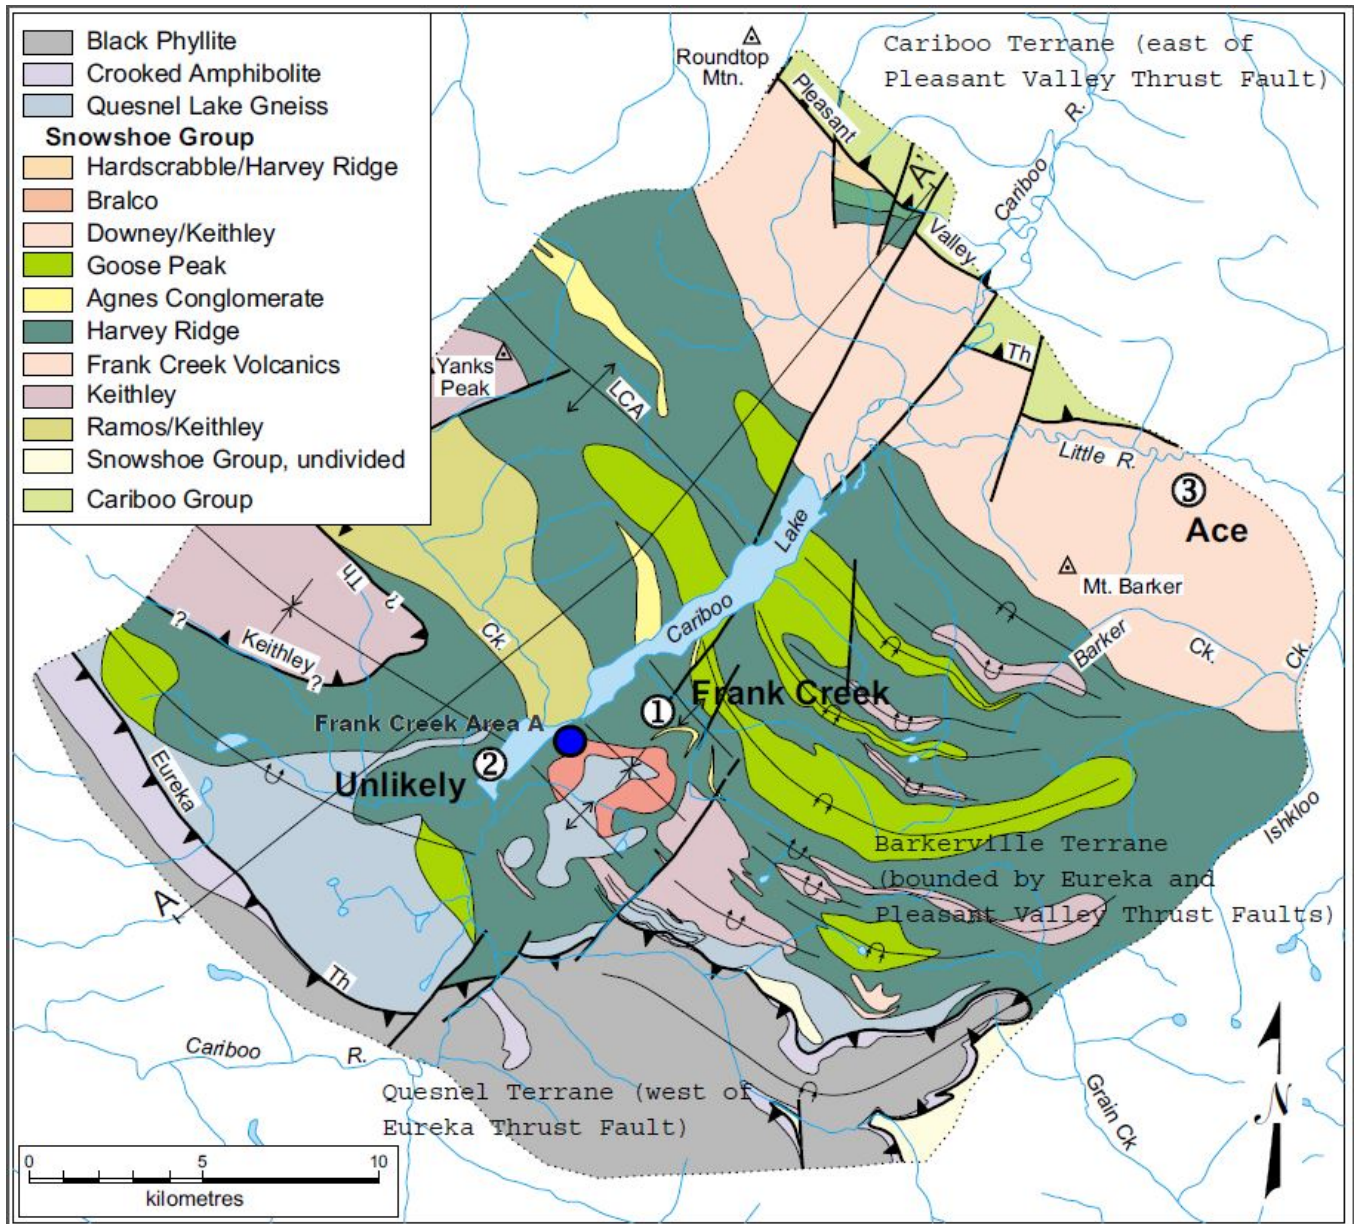 Black Phyllite
Crooked Amphibolite
Quesnel Lake Gneiss
Snowshoe Group
Hardscrabble/Harvey Ridge
Bralco
Downey/Keithley
Goose Peak
Agnes Conglomerate
Harvey Ridge
Frank Creek Volcanics
Keithley
Ramos/Keithley
Snowshoe Group, undivided
Cariboo Group
Roundtop
Mtn.
Cariboo Terrane (east of
Pleasant Valley Thrust Fault)
Pleasant
A'
R.
Cariboo
Valley
Th
Yanks
Peak
LCA
Little R.
3
Ace
Lake
Mt. Barker
Th
?
?
Cariboo
Ck.
Barker
Ck.
Ck.
Keithley
?
Frank Creek
1
Frank Creek Area A
2
Unlikely
Eureka
Ishkloo
Barkerville Terrane
(bounded by Eureka and
Pleasant Valley Thrust Faults)
A
Th
Cariboo
R.
Quesnel Terrane (west of
Eureka Thrust Fault)
Grain Ck
N
0 5 10
kilometres